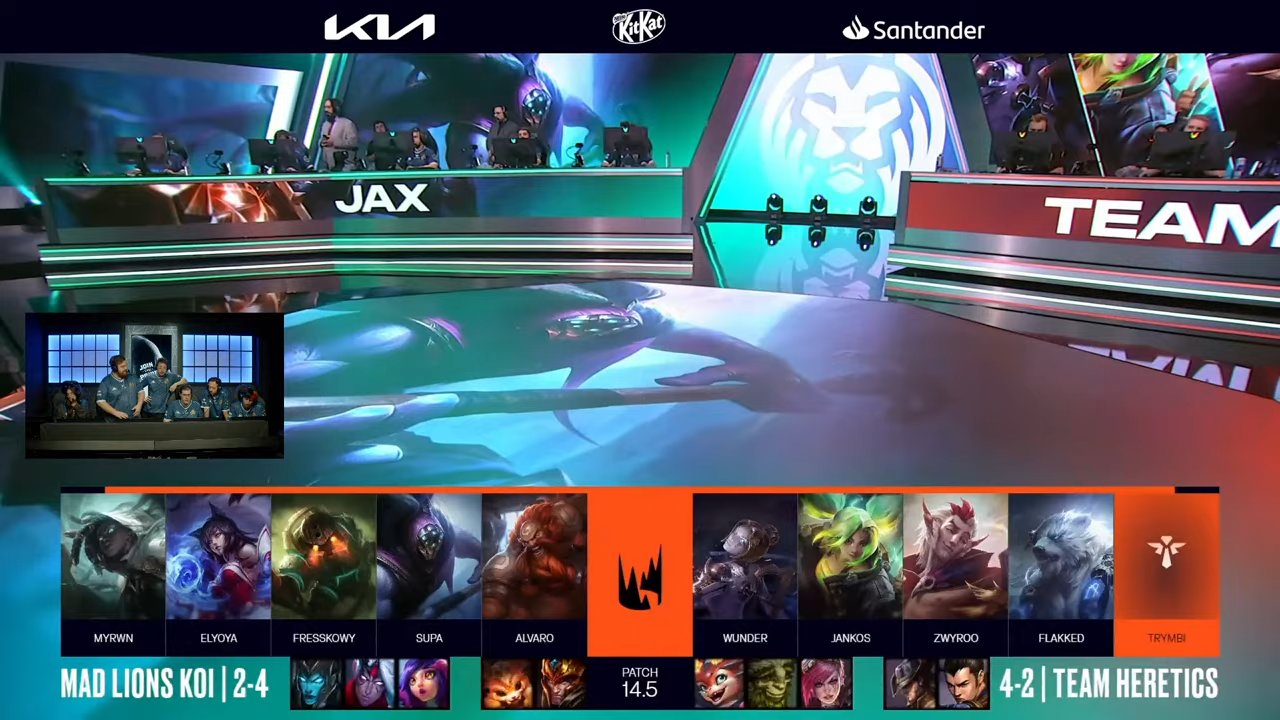 KIA
KitKat
Santander
JAX
TEAM
JOIN
MYRWN
ELYOYA
FRESSKOWY
SUPA
ALVARO
WUNDER
JANKOS
ZWYROO
FLAKKED
TRYMBI
MAD LIONS KOI | 2-4
PATCH
14.5
4-2 | TEAM HERETICS